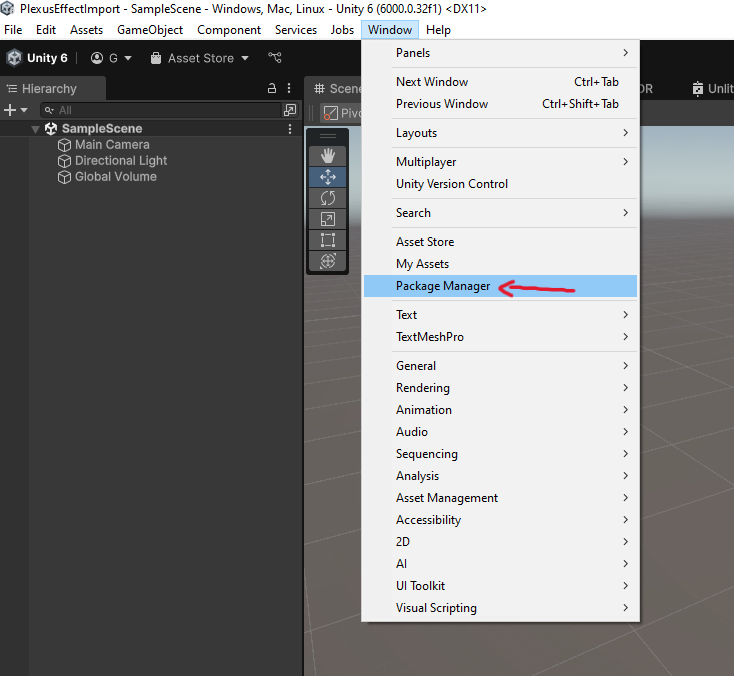 PlexusEffectImport - SampleScene - Windows, Mac, Linux - Unity 6 (6000.0.32f1) <DX11>
File Edit Assets GameObject Component Services Jobs Window Help
Unity 6 G Asset Store
Hierarchy
All
SampleScene
Main Camera
Directional Light
Global Volume
Scene
Pivo
Panels
Next Window Ctrl+Tab
Previous Window Ctrl+Shift+Tab
Layouts
Multiplayer
Unity Version Control
Search
Asset Store
My Assets
Package Manager
Text
TextMeshPro
General
Rendering
Animation
Audio
Sequencing
Analysis
Asset Management
Accessibility
2D
AI
UI Toolkit
Visual Scripting
OR
Unlit